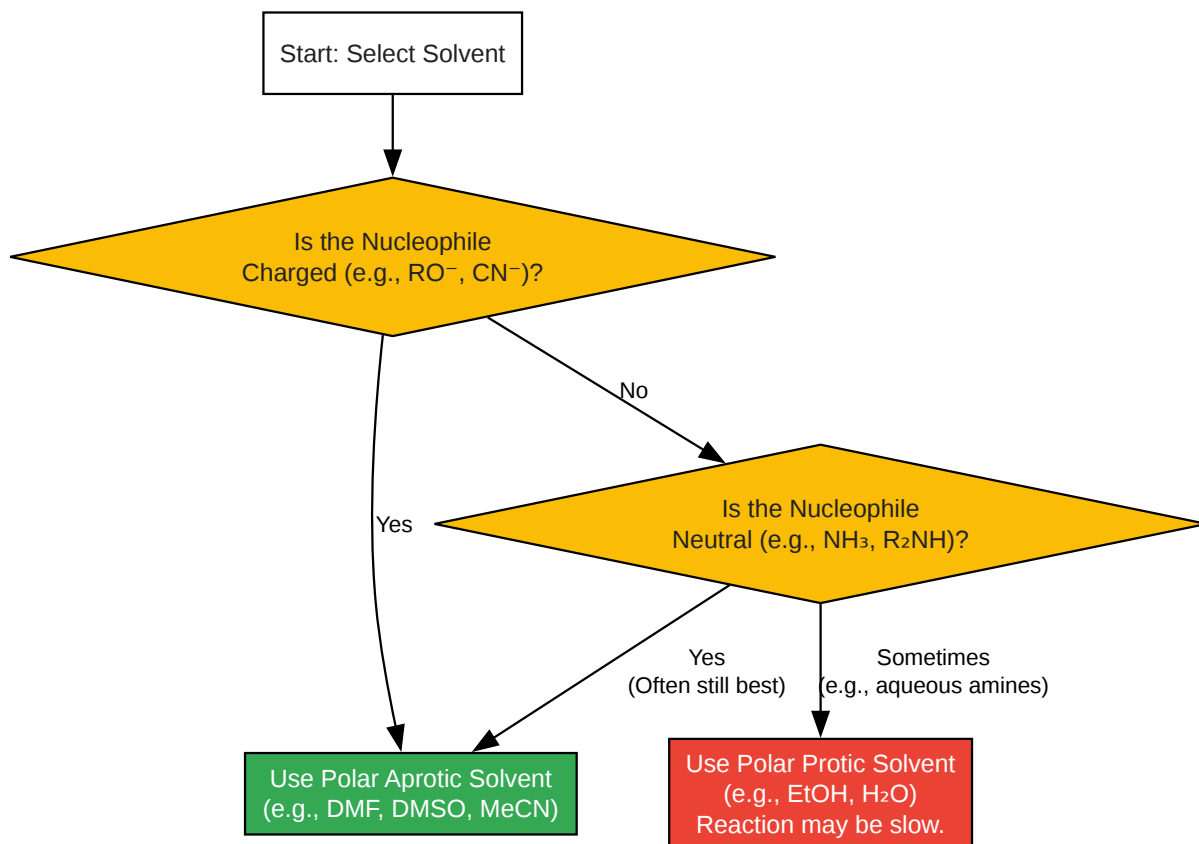 Start: Select Solvent
Is the Nucleophile
Charged (e.g., RO⁻, CN⁻)?
No
Yes
Is the Nucleophile
Neutral (e.g., NH₃, R₂NH)?
Yes
(Often still best)
Sometimes
(e.g., aqueous amines)
Use Polar Aprotic Solvent
(e.g., DMF, DMSO, MeCN)
Use Polar Protic Solvent
(e.g., EtOH, H₂O)
Reaction may be slow.